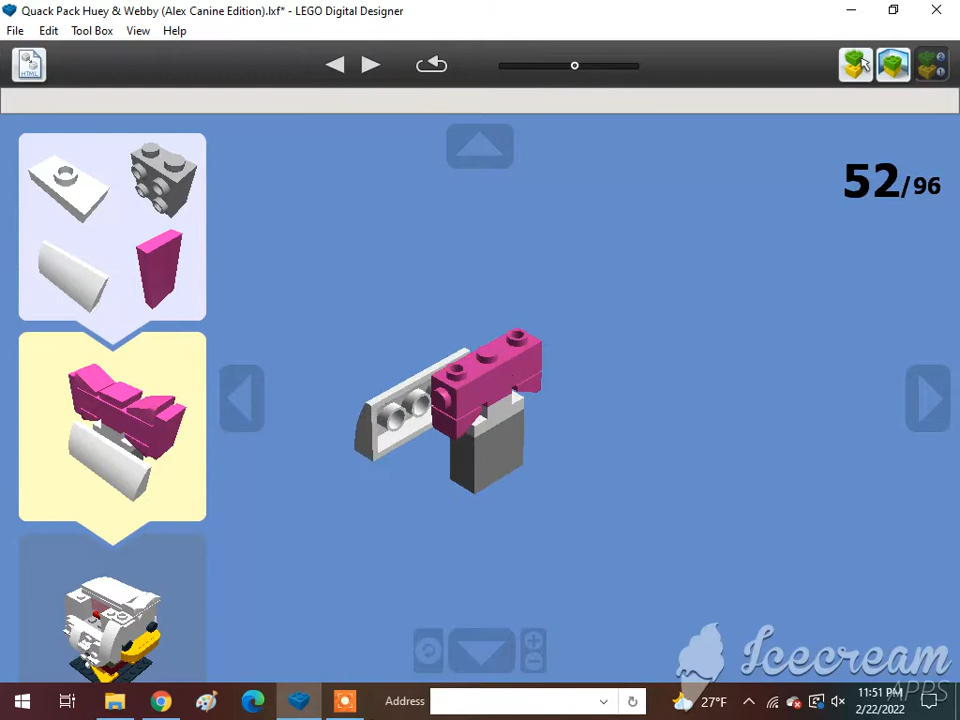 Quack Pack Huey & Webby (Alex Canine Edition).lxf* - LEGO Digital Designer
File Edit Tool Box View Help
HTML
52/96
Icecream
APPS
Address
27°F
11:51 PM
2/22/2022